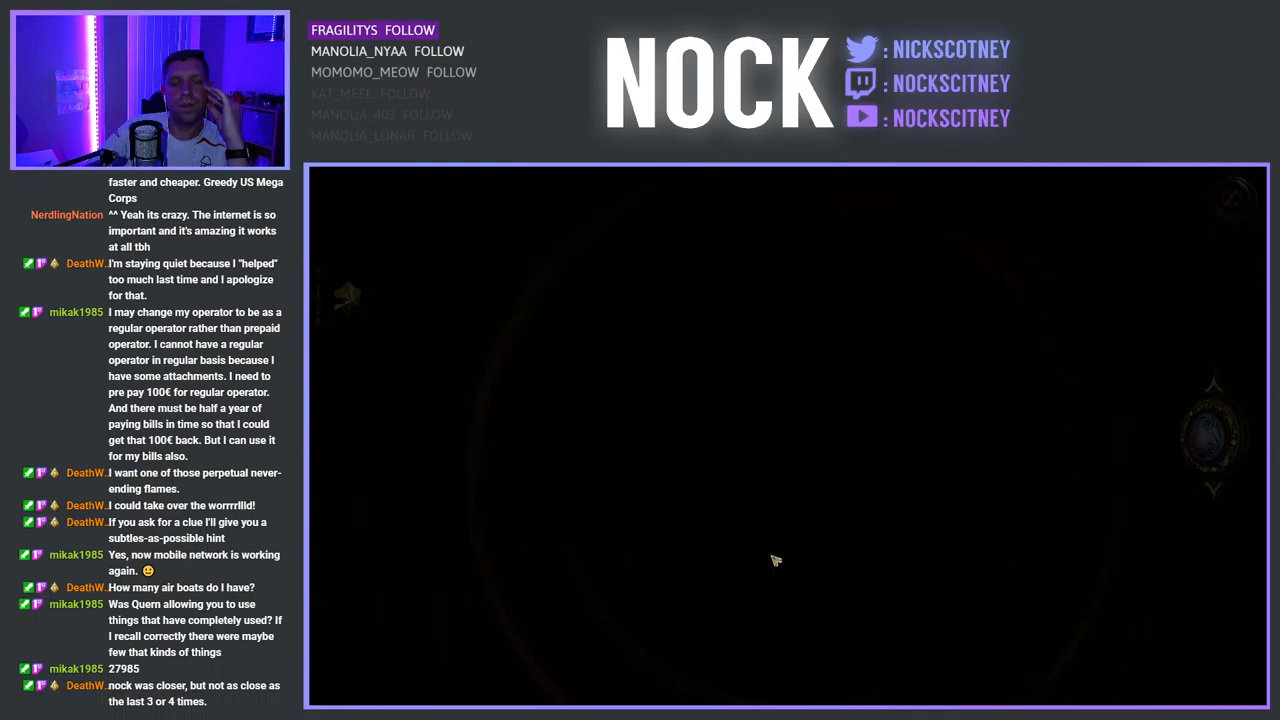 FRAGILITYS FOLLOW
MANOLIA_NYAA FOLLOW
MOMOMO_MEOW FOLLOW
KAT_MEEE FOLLOW
MANOLIA_403 FOLLOW
MANOLIA_LUNAR FOLLOW
NOCK
: NICKSCOTNEY
: NOCKSCITNEY
: NOCKSCITNEY
faster and cheaper. Greedy US Mega
Corps
NerdlingNation ^^ Yeah its crazy. The internet is so
important and it's amazing it works
at all tbh
DeathW.. I'm staying quiet because I "helped"
too much last time and I apologize
for that.
mikak1985 I may change my operator to be as a
regular operator rather than prepaid
operator. I cannot have a regular
operator in regular basis because I
have some attachments. I need to
pre pay 100€ for regular operator.
And there must be half a year of
paying bills in time so that I could
get that 100€ back. But I can use it
for my bills also.
DeathW.. I want one of those perpetual never-
ending flames.
DeathW.. I could take over the worrrrllld!
DeathW.. If you ask for a clue I'll give you a
subtles-as-possible hint
mikak1985 Yes, now mobile network is working
again.
DeathW.. How many air boats do I have?
mikak1985 Was Quern allowing you to use
things that have completely used? If
I recall correctly there were maybe
few that kinds of things
mikak1985 27985
DeathW.. nock was closer, but not as close as
the last 3 or 4 times.